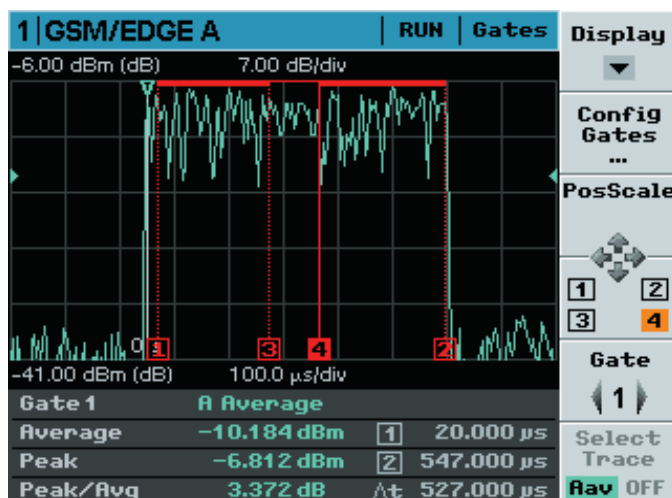 1|GSM/EDGE A RUN Gates
-6.00 dBm (dB) 7.00 dB/div
0 s
1 3 4 2
-41.00 dBm (dB) 100.0 µs/div
Gate 1 A Average
Average -10.184 dBm 1 20.000 µs
Peak -6.812 dBm 2 547.000 µs
Peak/Avg 3.372 dB Δt 527.000 µs
Display
Config
Gates
...
PosScale
1 2
3 4
Gate
1
Select
Trace
Aav OFF